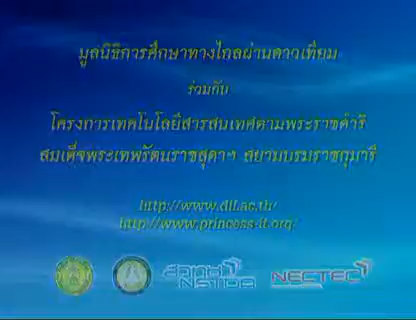 มูลนิธิการศึกษาทางไกลผ่านดาวเทียม
ร่วมกับ
โครงการเทคโนโลยีสารสนเทศตามพระราชดำริ
สมเด็จพระเทพรัตนราชสุดาฯ สยามบรมราชกุมารี
http://www.dlf.ac.th/
http://www.princess-it.org/
สวทช
NSTDA
NECTEC